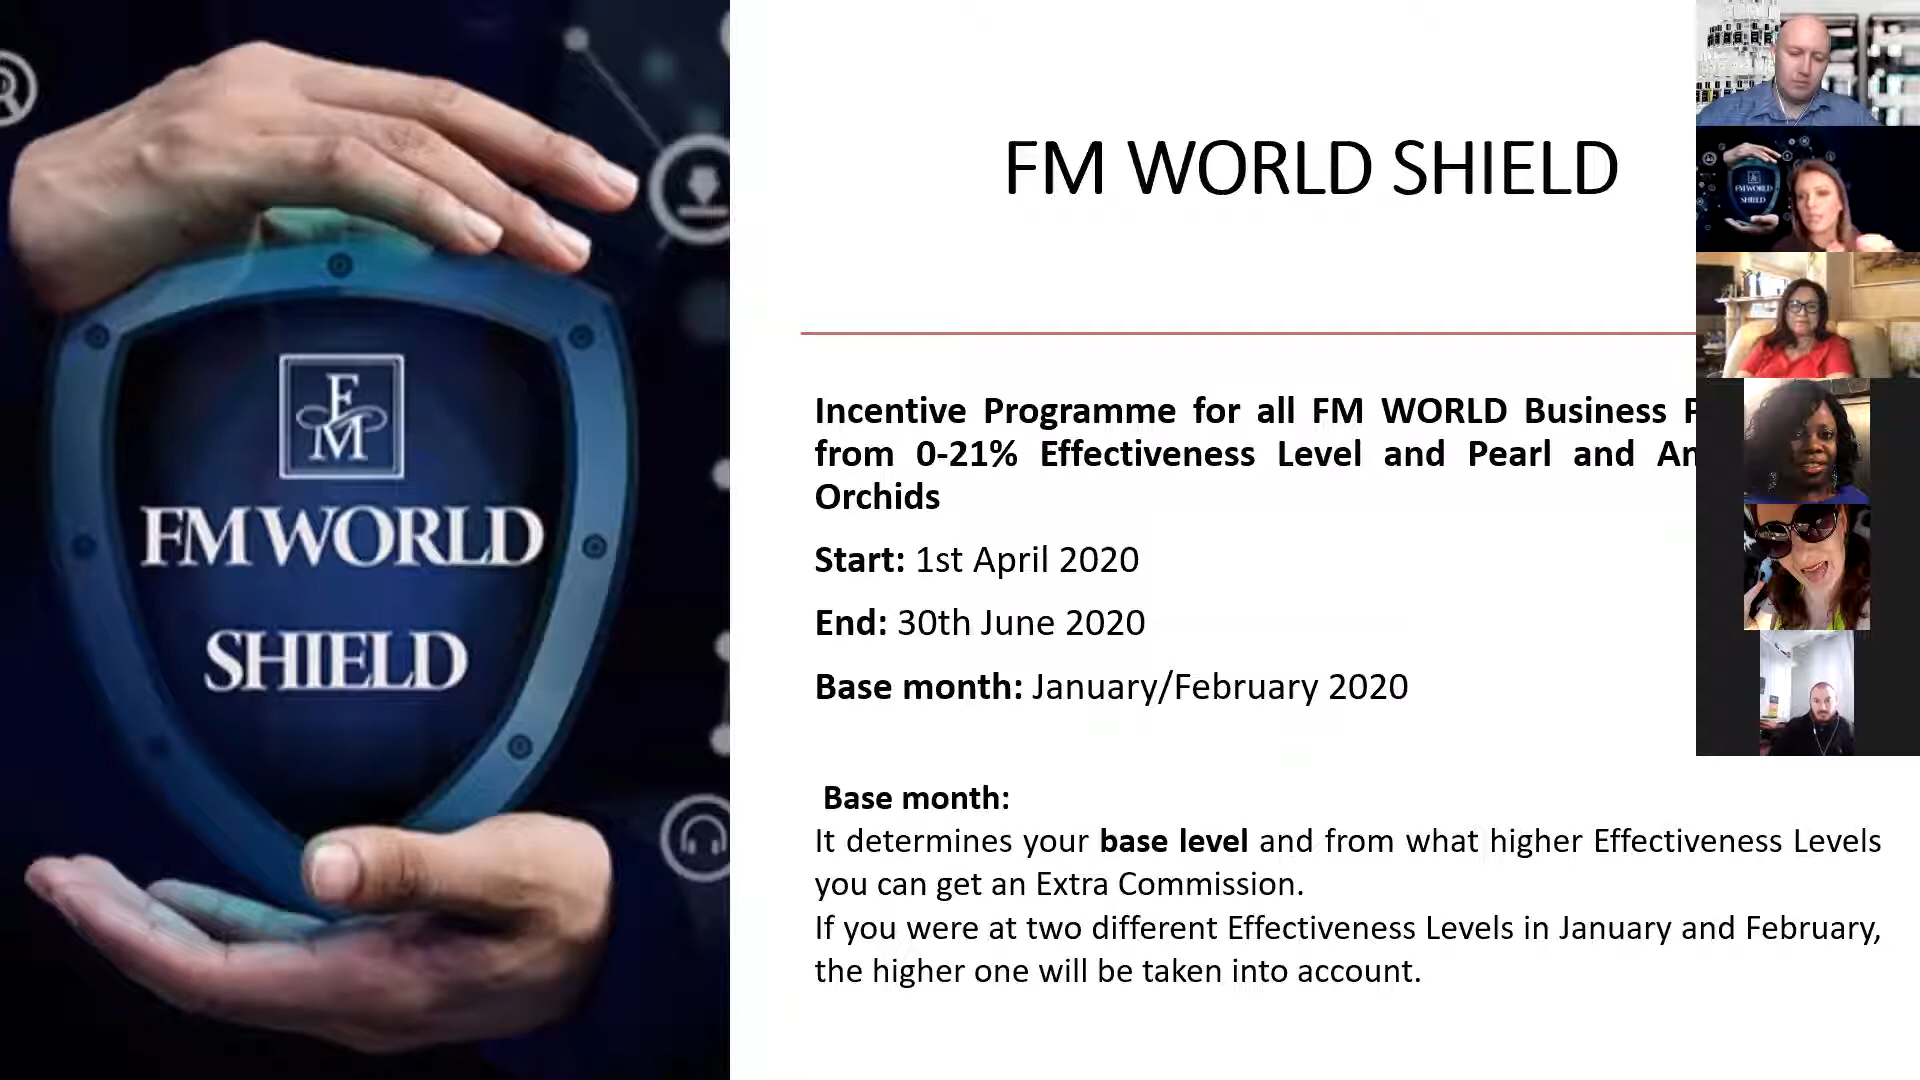 FM
FM WORLD
SHIELD
FM WORLD SHIELD
Incentive Programme for all FM WORLD Business
from 0-21% Effectiveness Level and Pearl and
Orchids
Start: 1st April 2020
End: 30th June 2020
Base month: January/February 2020
Base month:
It determines your base level and from what higher Effectiveness Levels
you can get an Extra Commission.
If you were at two different Effectiveness Levels in January and February,
the higher one will be taken into account.
FM WORLD
SHIELD